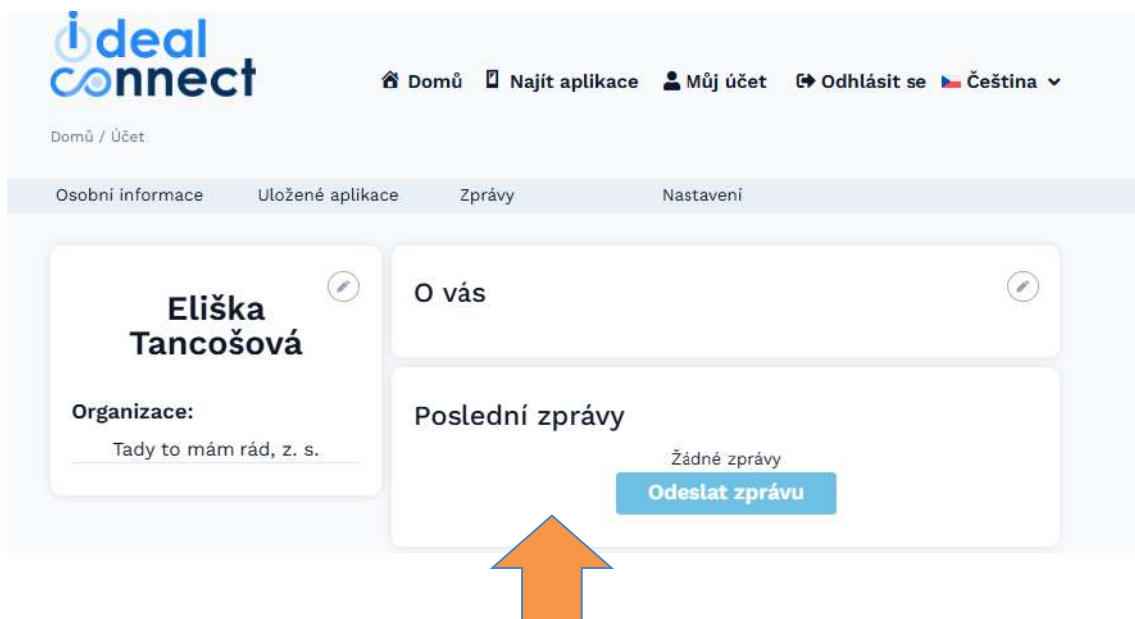 ideal
connect
Domů Najít aplikace Můj účet Odhlásit se Čeština
Domů / Účet
Osobní informace Uložené aplikace Zprávy Nastavení
Eliška
Tancošová
Organizace:
Tady to mám rád, z. s.
O vás
Poslední zprávy
Žádné zprávy
Odeslat zprávu